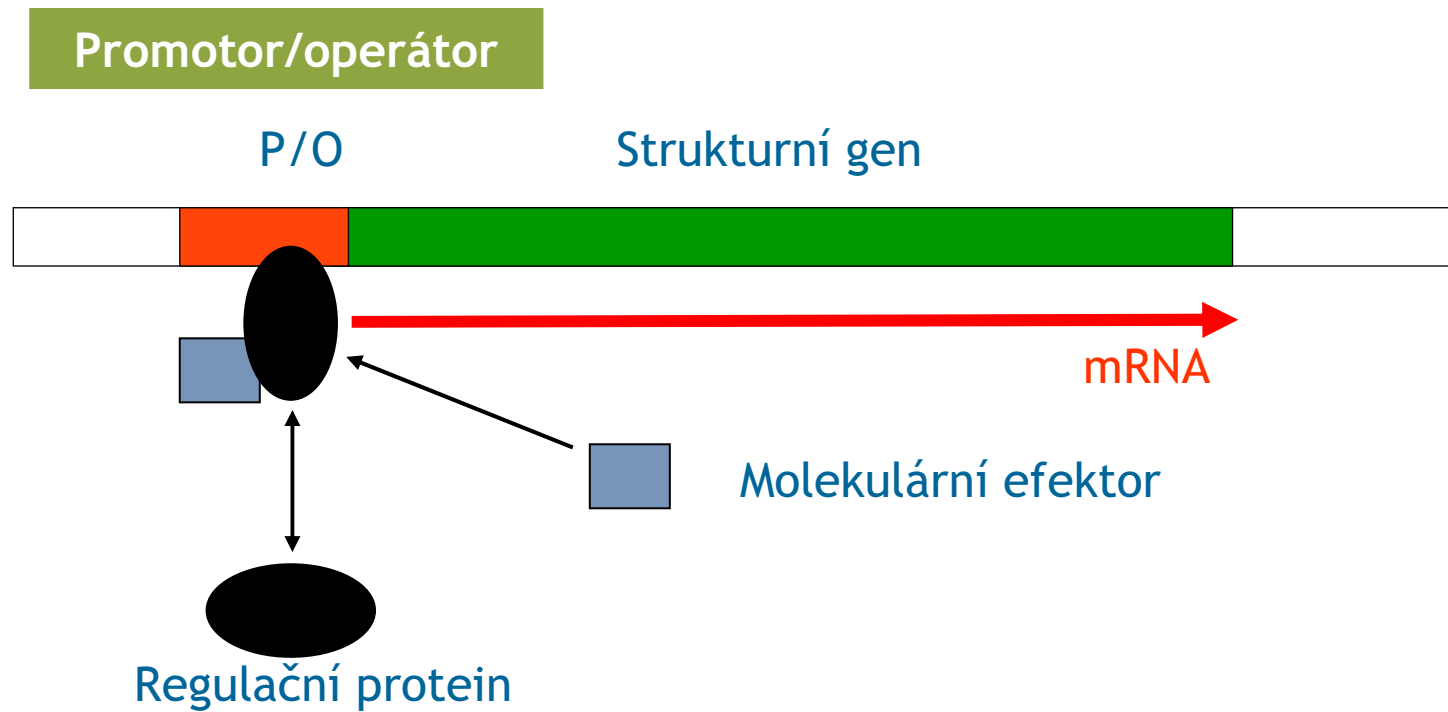 Promotor/operátor
P/O
Strukturní gen
mRNA
Molekulární efektor
Regulační protein